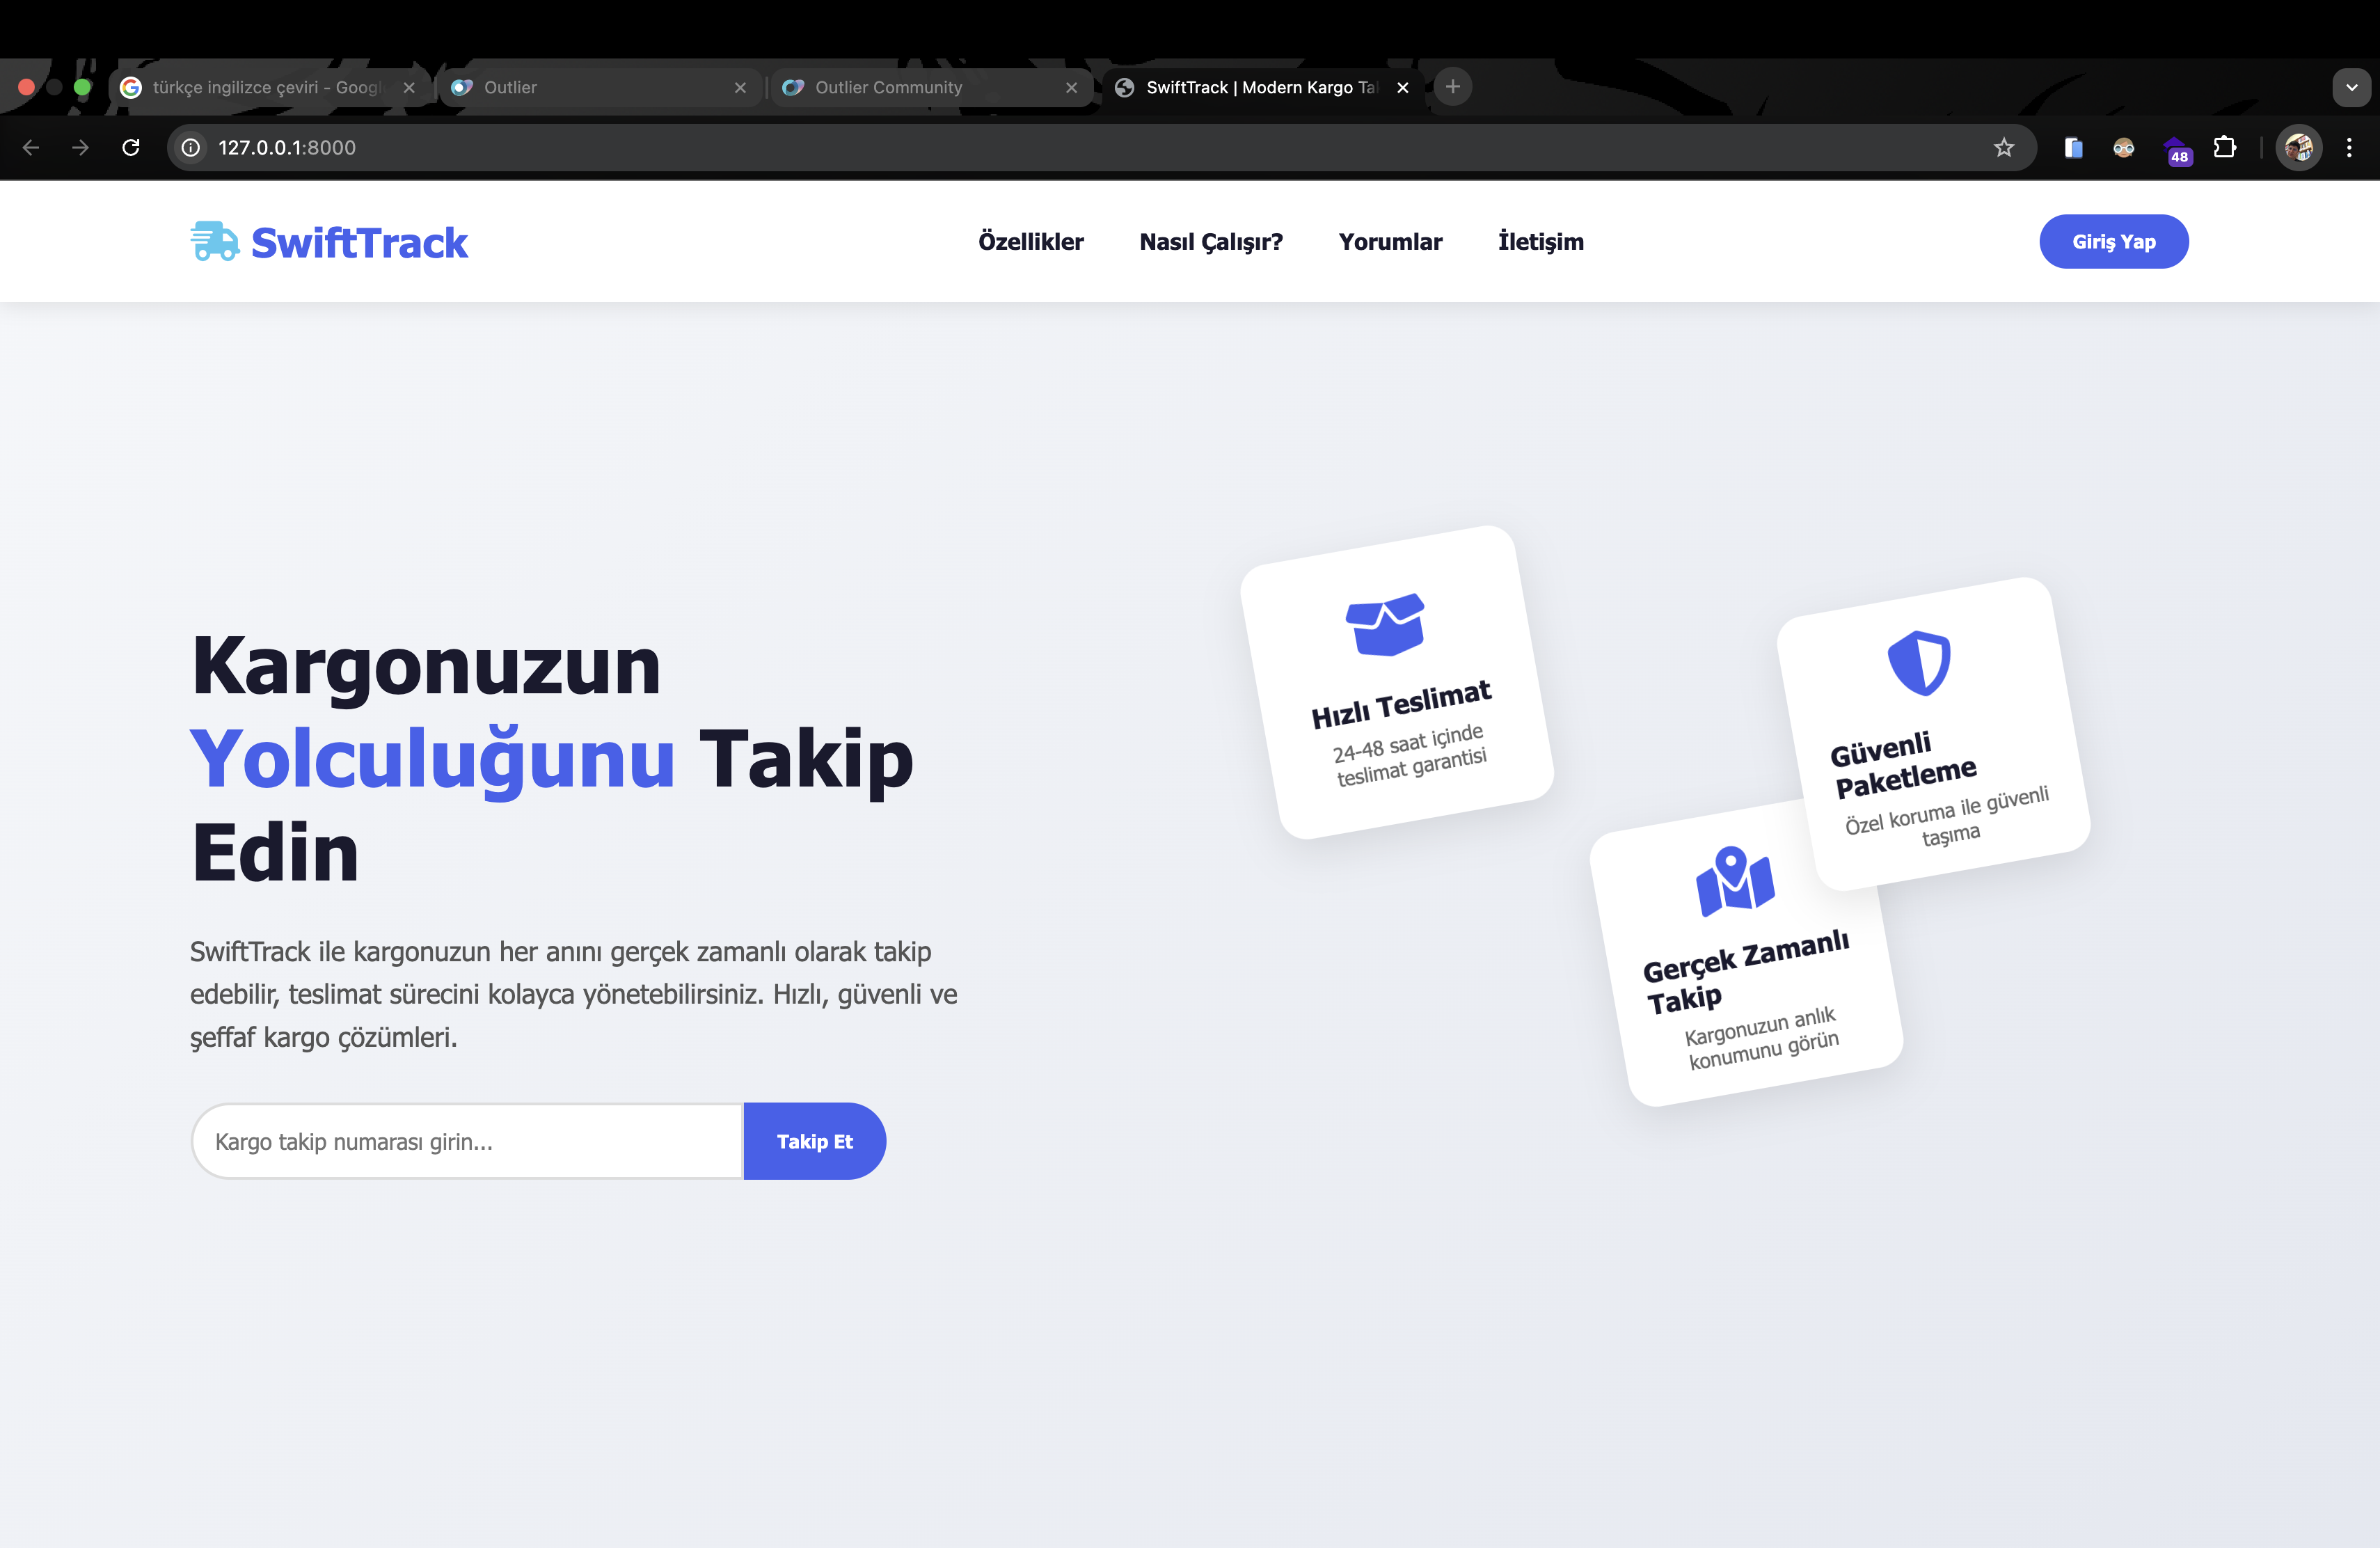 türkçe ingilizce çeviri - Googl
Outlier
Outlier Community
SwiftTrack | Modern Kargo Ta
127.0.0.1:8000
48
SwiftTrack
Özellikler
Nasıl Çalışır?
Yorumlar
İletişim
Giriş Yap
Kargonuzun
Yolculuğunu Takip
Edin
SwiftTrack ile kargonuzun her anını gerçek zamanlı olarak takip
edebilir, teslimat sürecini kolayca yönetebilirsiniz. Hızlı, güvenli ve
şeffaf kargo çözümleri.
Kargo takip numarası girin...
Takip Et
Hızlı Teslimat
24-48 saat içinde
teslimat garantisi
Güvenli
Paketleme
Özel koruma ile güvenli
taşıma
Gerçek Zamanlı
Takip
Kargonuzun anlık
konumunu görün